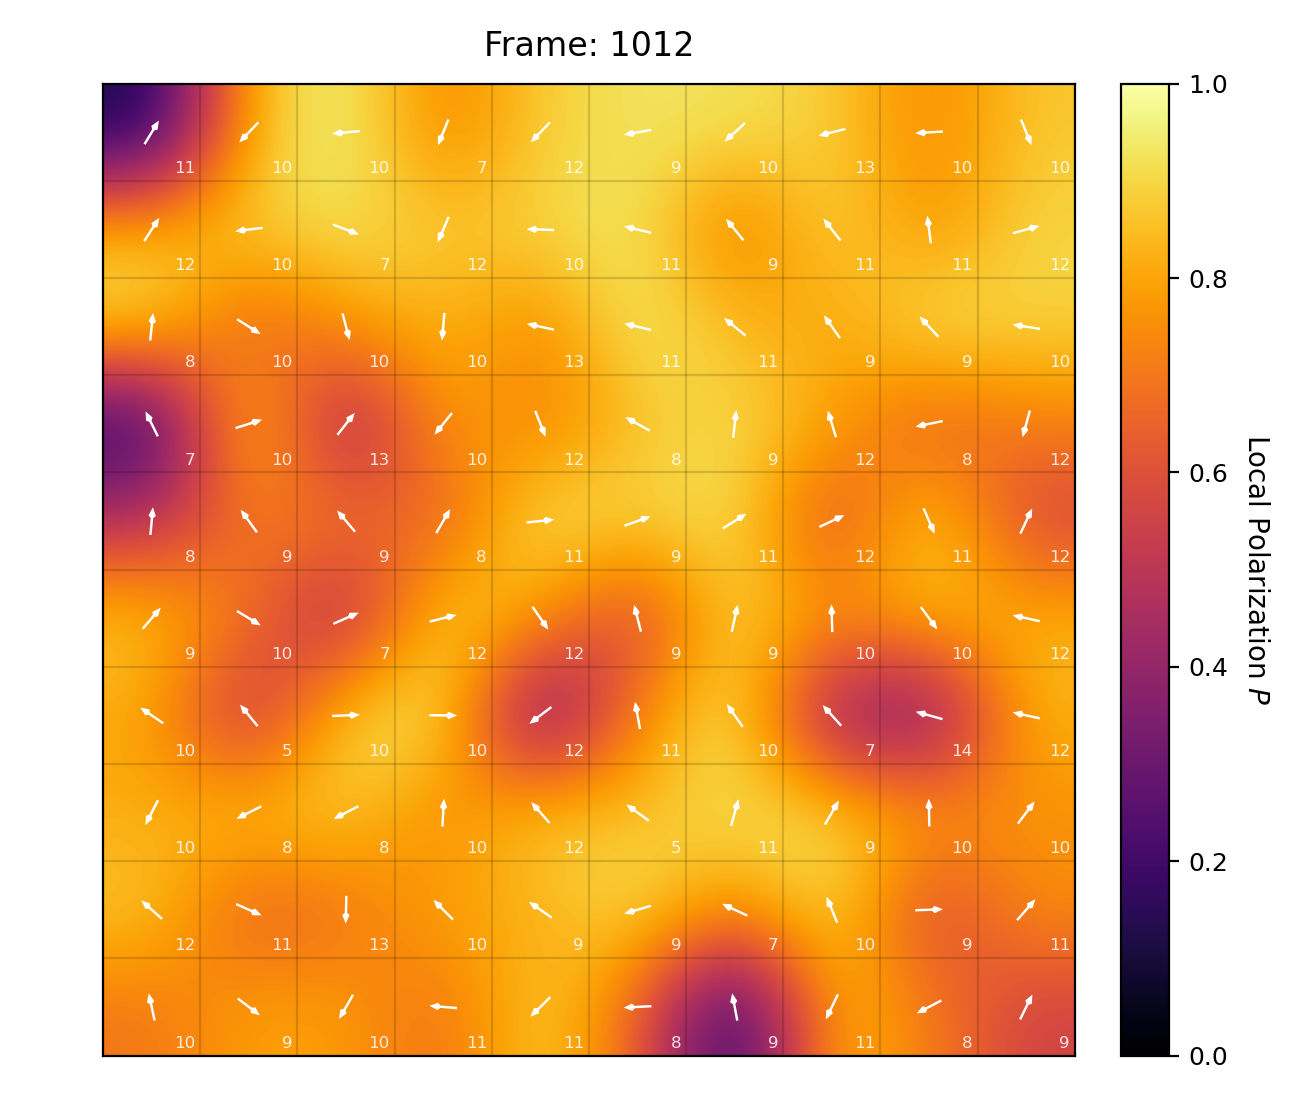 Frame: 1012
11 10 10 7 12 9 10 13 10 10
12 10 7 12 10 11 9 11 11 12
8 10 10 10 13 11 11 9 9 10
7 10 13 10 12 8 9 12 8 12
8 9 9 8 11 9 11 12 11 12
9 10 7 12 12 9 9 10 10 12
10 5 10 10 12 11 10 7 14 12
10 8 8 10 12 5 11 9 10 10
12 11 13 10 9 9 7 10 9 11
10 9 10 11 11 8 9 11 8 9
1.0
0.8
0.6
0.4
0.2
0.0
Local Polarization P